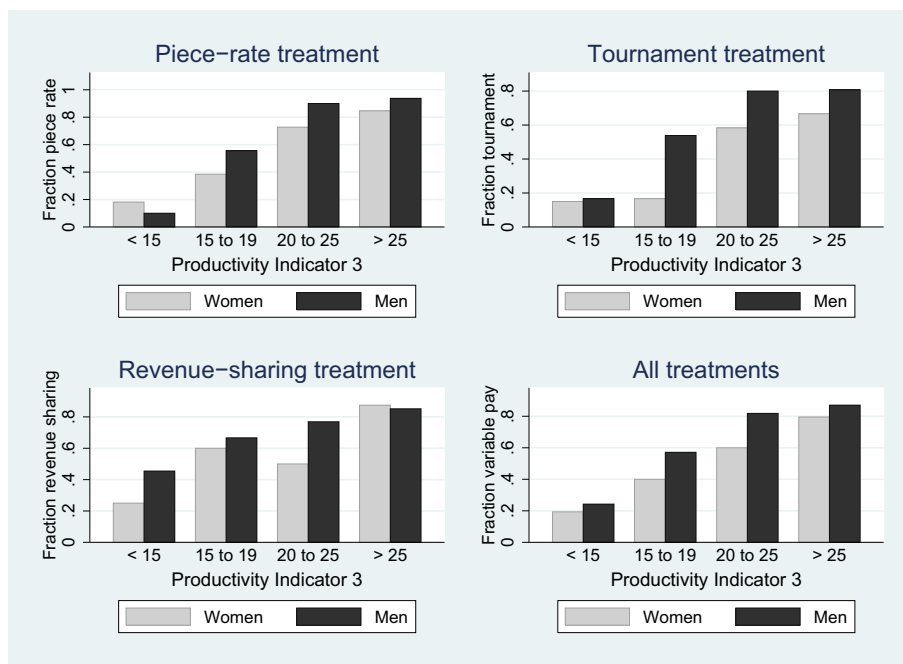 Piece−rate treatment
Fraction piece rate
0 .2 .4 .6 .8 1
< 15 15 to 19 20 to 25 > 25
Productivity Indicator 3
Women Men
Tournament treatment
Fraction tournament
0 .2 .4 .6 .8
< 15 15 to 19 20 to 25 > 25
Productivity Indicator 3
Women Men
Revenue−sharing treatment
Fraction revenue sharing
0 .2 .4 .6 .8
< 15 15 to 19 20 to 25 > 25
Productivity Indicator 3
Women Men
All treatments
Fraction variable pay
0 .2 .4 .6 .8
< 15 15 to 19 20 to 25 > 25
Productivity Indicator 3
Women Men